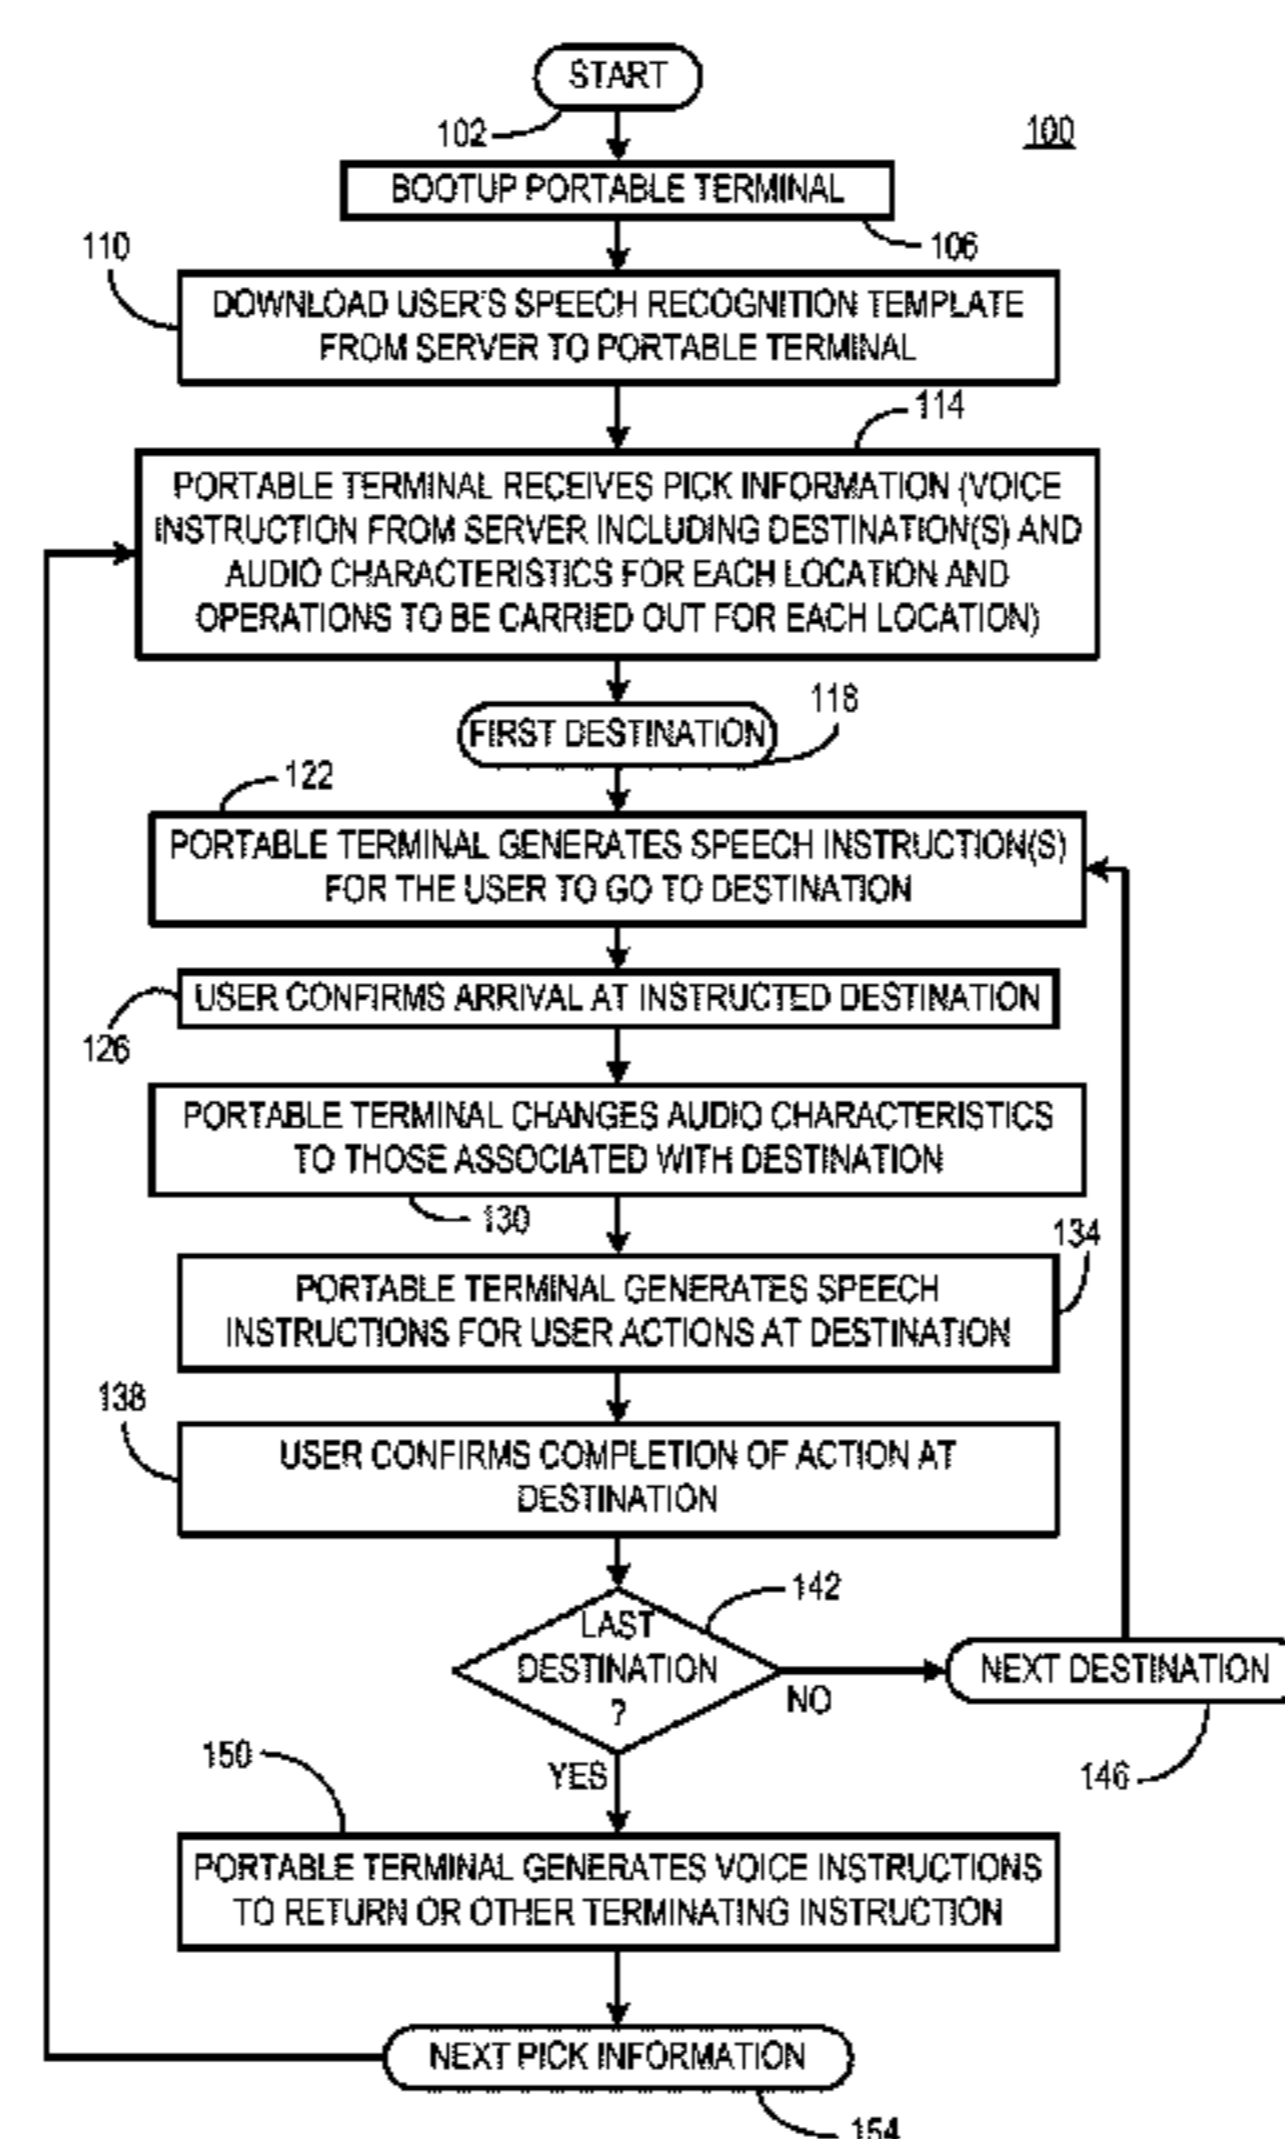 START
102
100
BOOTUP PORTABLE TERMINAL
106
110
DOWNLOAD USER'S SPEECH RECOGNITION TEMPLATE
FROM SERVER TO PORTABLE TERMINAL
114
PORTABLE TERMINAL RECEIVES PICK INFORMATION (VOICE
INSTRUCTION FROM SERVER INCLUDING DESTINATION(S) AND
AUDIO CHARACTERISTICS FOR EACH LOCATION AND
OPERATIONS TO BE CARRIED OUT FOR EACH LOCATION)
118
FIRST DESTINATION
122
PORTABLE TERMINAL GENERATES SPEECH INSTRUCTION(S)
FOR THE USER TO GO TO DESTINATION
USER CONFIRMS ARRIVAL AT INSTRUCTED DESTINATION
126
PORTABLE TERMINAL CHANGES AUDIO CHARACTERISTICS
TO THOSE ASSOCIATED WITH DESTINATION
130
134
PORTABLE TERMINAL GENERATES SPEECH
INSTRUCTIONS FOR USER ACTIONS AT DESTINATION
138
USER CONFIRMS COMPLETION OF ACTION AT
DESTINATION
142
LAST
DESTINATION
?
NO
NEXT DESTINATION
146
YES
150
PORTABLE TERMINAL GENERATES VOICE INSTRUCTIONS
TO RETURN OR OTHER TERMINATING INSTRUCTION
NEXT PICK INFORMATION
154